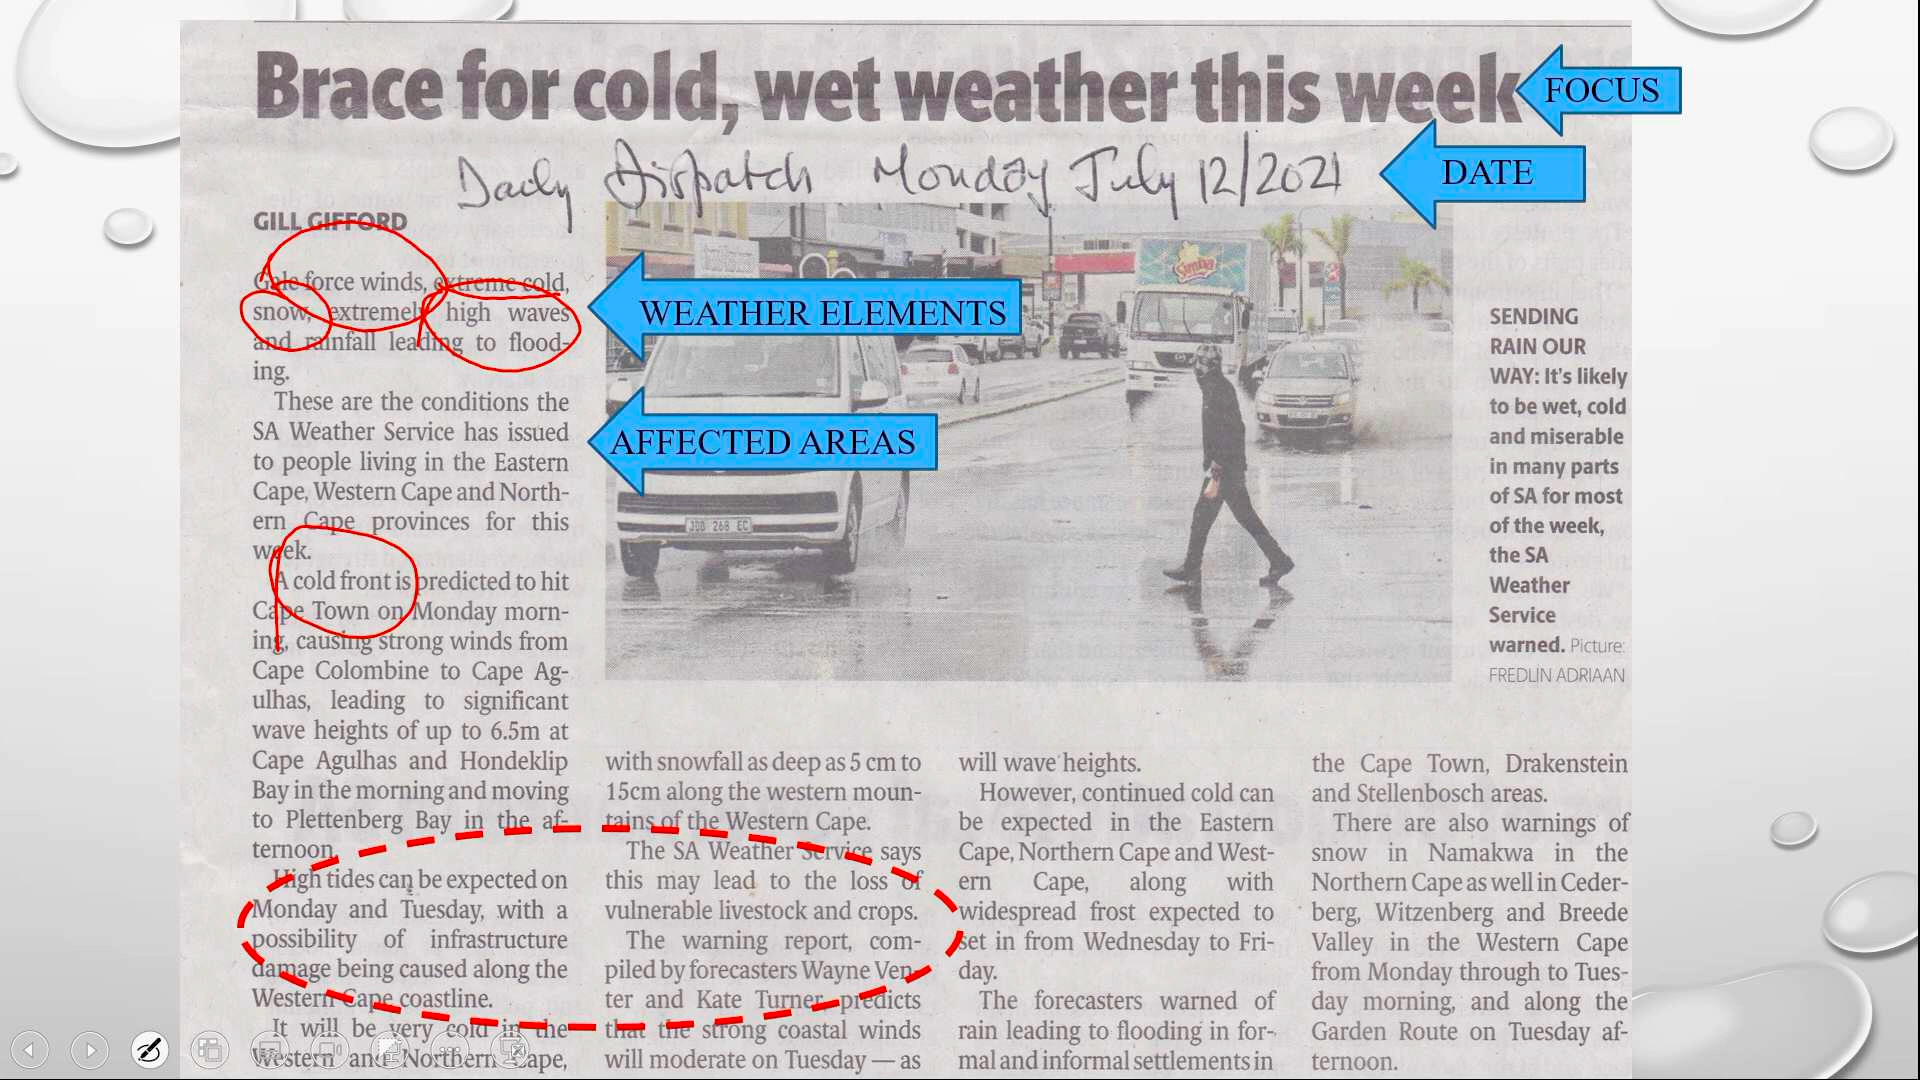 Brace for cold, wet weather this week
FOCUS
Daily Dispatch Monday July 12/2021
DATE
GILL GIFFORD
Gale force winds, extreme cold,
snow, extremely high waves
and rainfall leading to flood-
ing.
These are the conditions the
SA Weather Service has issued
to people living in the Eastern
Cape, Western Cape and North-
ern Cape provinces for this
week.
A cold front is predicted to hit
Cape Town on Monday morn-
ing, causing strong winds from
Cape Colombine to Cape Ag-
ulhas, leading to significant
wave heights of up to 6.5m at
Cape Agulhas and Hondeklip
Bay in the morning and moving
to Plettenberg Bay in the af-
ternoon.
High tides can be expected on
Monday and Tuesday, with a
possibility of infrastructure
damage being caused along the
Western Cape coastline.
It will be very cold in the
Western and Northern Cape,
WEATHER ELEMENTS
AFFECTED AREAS
Sunpac
JDD 268 EC
SENDING
RAIN OUR
WAY: It's likely
to be wet, cold
and miserable
in many parts
of SA for most
of the week,
the SA
Weather
Service
warned. Picture:
FREDLIN ADRIAAN
with snowfall as deep as 5 cm to
15cm along the western moun-
tains of the Western Cape.
The SA Weather Service says
this may lead to the loss of
vulnerable livestock and crops.
The warning report, com-
piled by forecasters Wayne Ven-
ter and Kate Turner, predicts
that the strong coastal winds
will moderate on Tuesday — as
will wave heights.
However, continued cold can
be expected in the Eastern
Cape, Northern Cape and West-
ern Cape, along with
widespread frost expected to
set in from Wednesday to Fri-
day.
The forecasters warned of
rain leading to flooding in for-
mal and informal settlements in
the Cape Town, Drakenstein
and Stellenbosch areas.
There are also warnings of
snow in Namakwa in the
Northern Cape as well in Ceder-
berg, Witzenberg and Breede
Valley in the Western Cape
from Monday through to Tues-
day morning, and along the
Garden Route on Tuesday af-
ternoon.